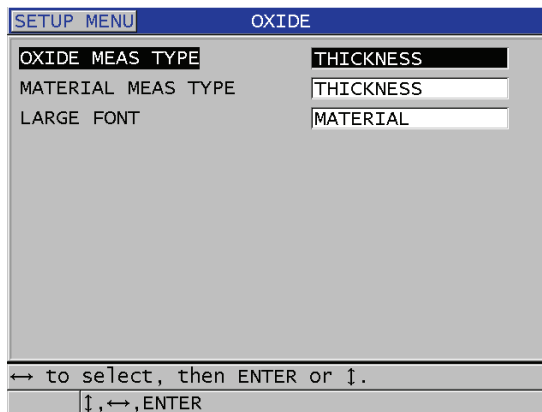 SETUP MENU OXIDE
OXIDE MEAS TYPE THICKNESS
MATERIAL MEAS TYPE THICKNESS
LARGE FONT MATERIAL
↔ to select, then ENTER or ↕.
↕,↔,ENTER